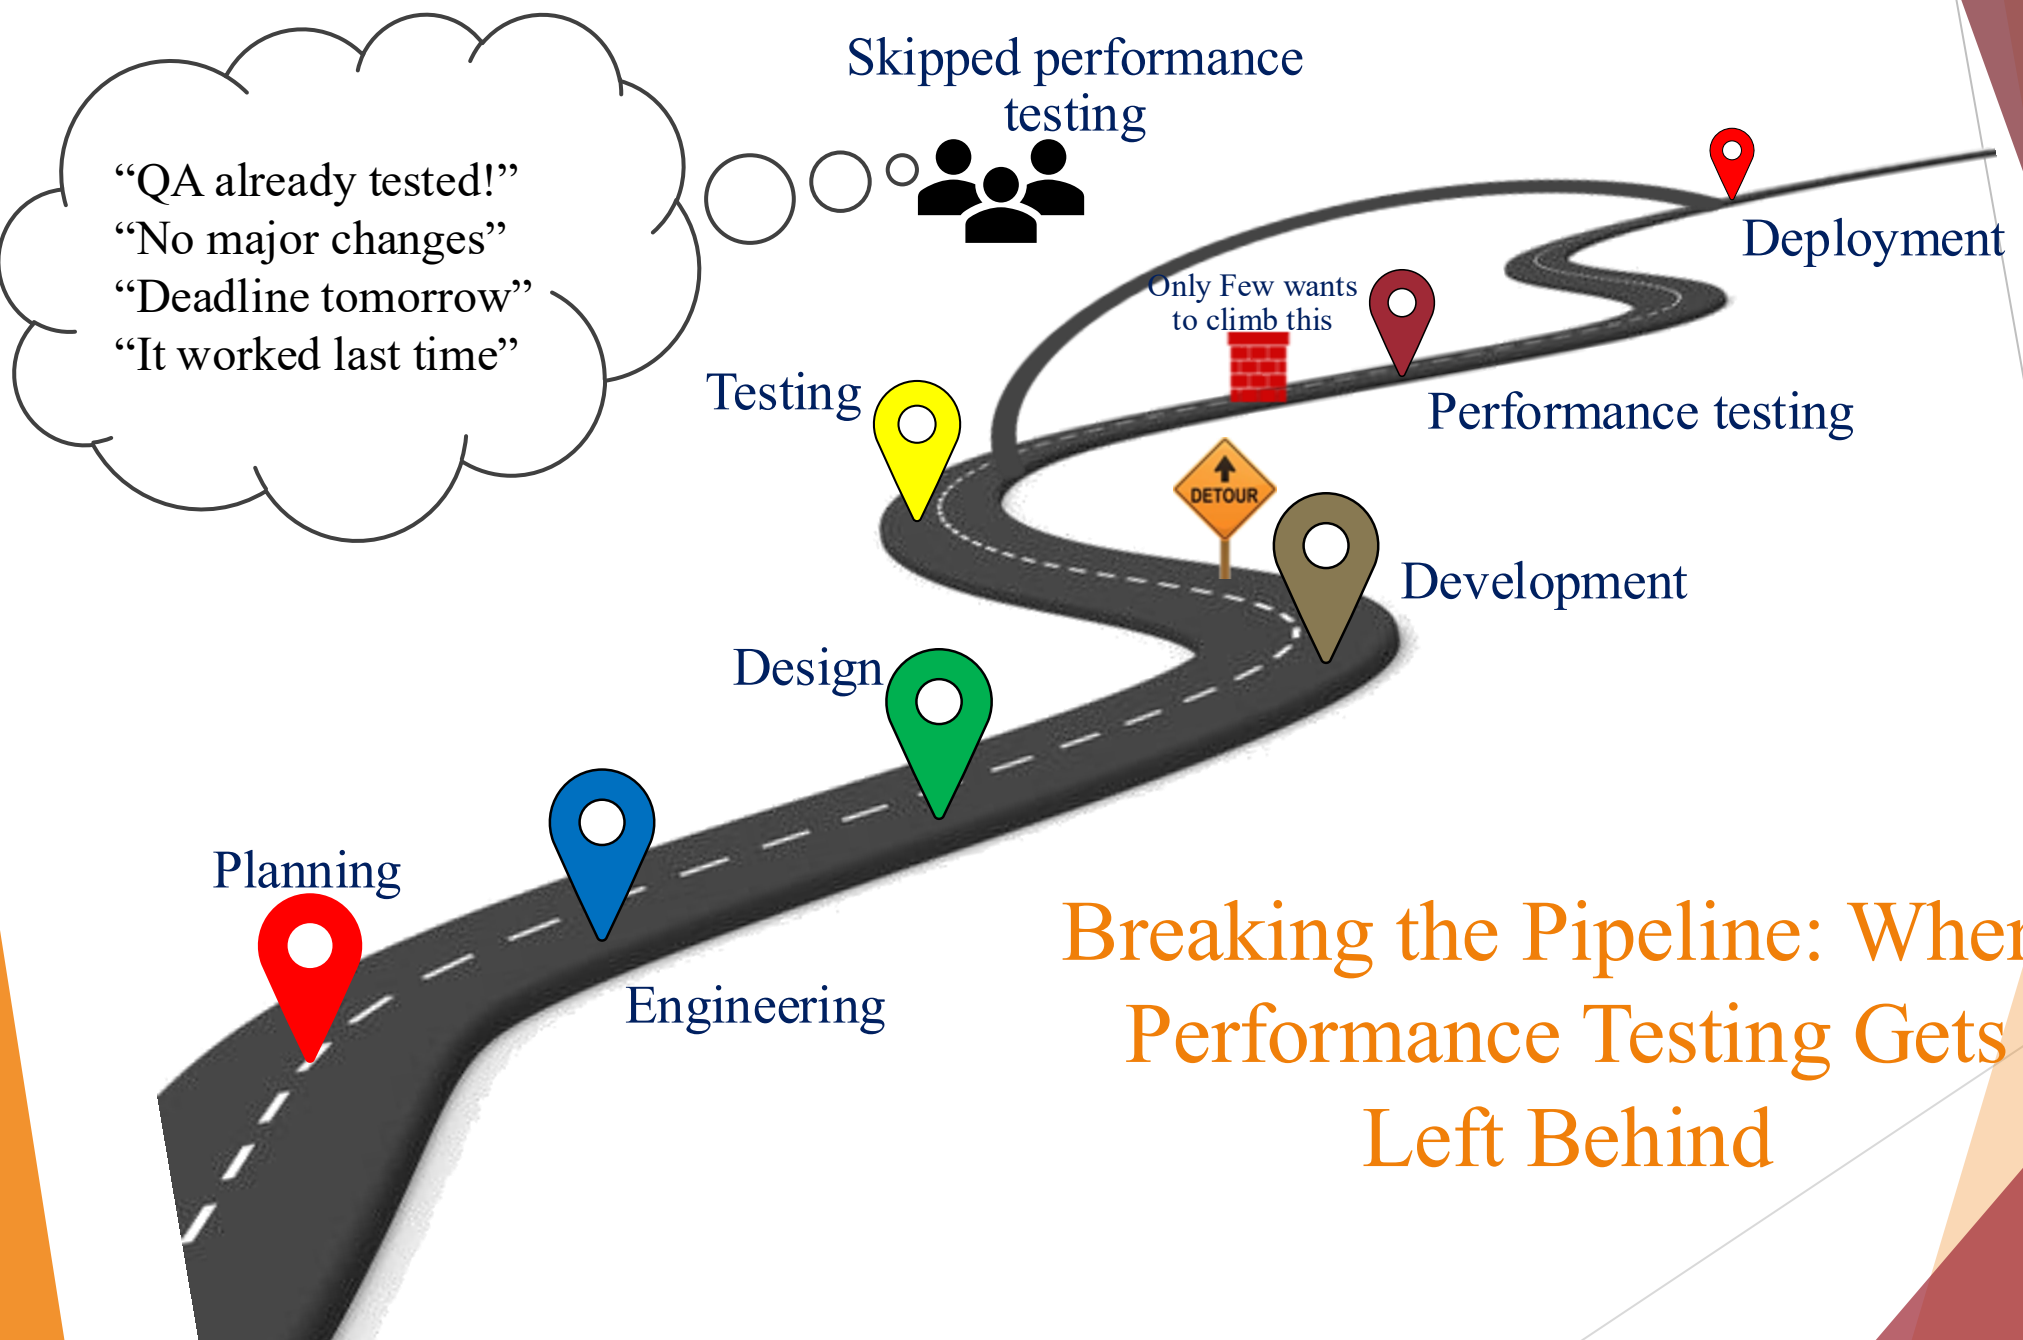 Skipped performance
testing
“QA already tested!”
“No major changes”
“Deadline tomorrow”
“It worked last time”
Deployment
Only Few wants
to climb this
Testing
Performance testing
DETOUR
Development
Design
Planning
Engineering
Breaking the Pipeline: When
Performance Testing Gets
Left Behind